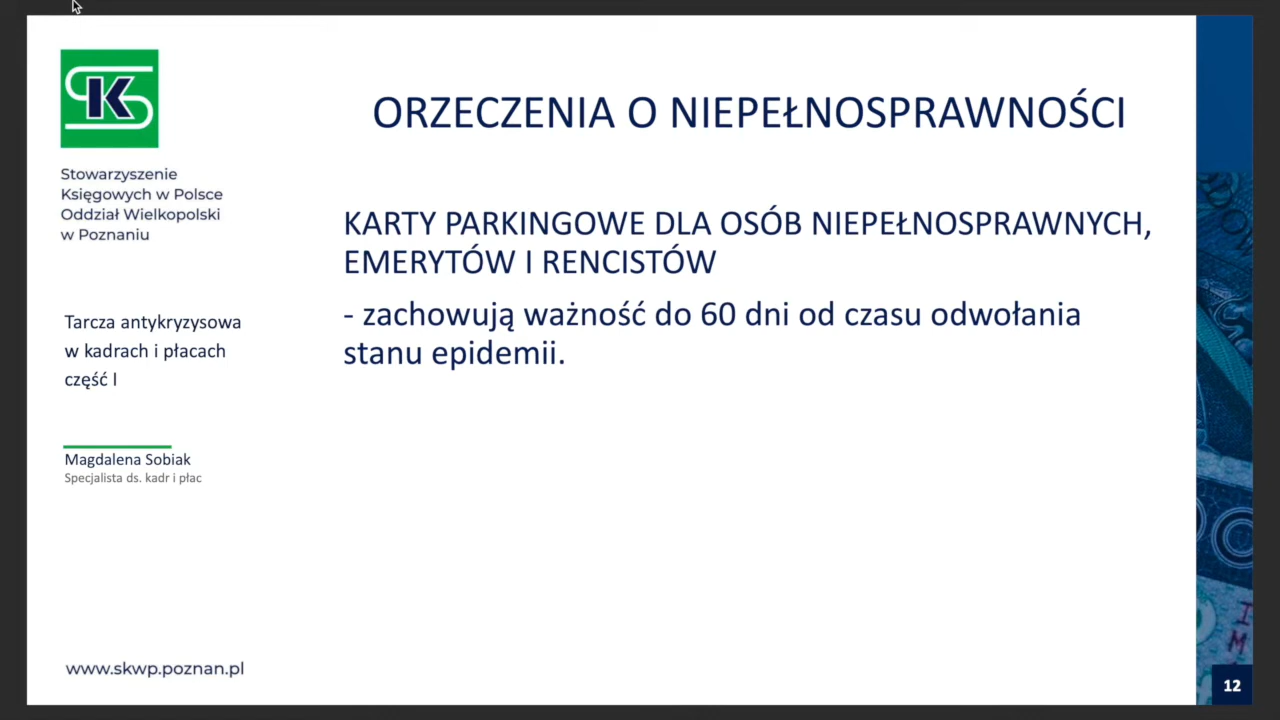 K
Stowarzyszenie
Księgowych w Polsce
Oddział Wielkopolski
w Poznaniu
Tarcza antykryzysowa
w kadrach i płacach
część I
Magdalena Sobiak
Specjalista ds. kadr i płac
www.skwp.poznan.pl
ORZECZENIA O NIEPEŁNOSPRAWNOŚCI
KARTY PARKINGOWE DLA OSÓB NIEPEŁNOSPRAWNYCH,
EMERYTÓW I RENCISTÓW
- zachowują ważność do 60 dni od czasu odwołania
stanu epidemii.
12